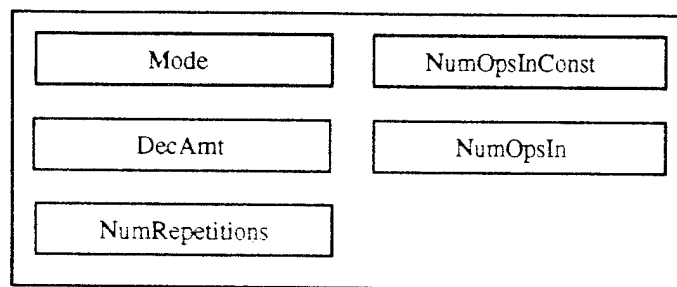 Mode
NumOpsInConst
DecAmt
NumOpsIn
NumRepetitions